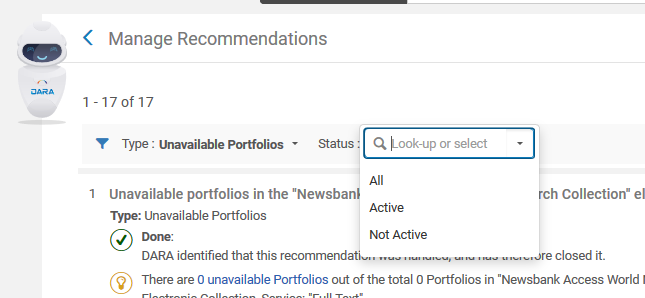 Manage Recommendations
DARA
1 - 17 of 17
Type : Unavailable Portfolios Status : Look-up or select
All
Active
Not Active
1 Unavailable portfolios in the "Newsbank rch Collection" el
Type: Unavailable Portfolios
Done:
DARA identified that this recommendation was handled, and has therefore closed it.
There are 0 unavailable Portfolios out of the total 0 Portfolios in "Newsbank Access World
Electronic Collection, Service: "Full Text"